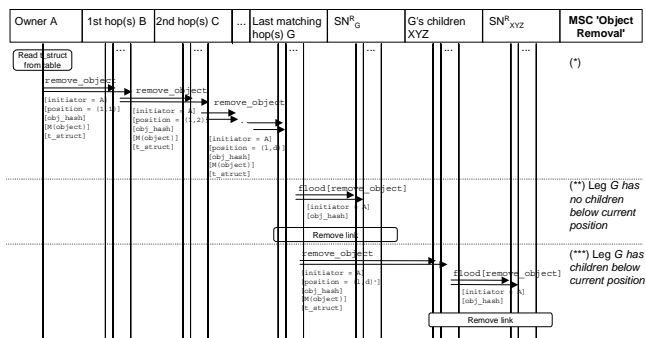 Owner A
1st hop(s) B
2nd hop(s) C
...
Last matching
hop(s) G
SN^R_G
G's children
XYZ
SN^R_XYZ
MSC 'Object
Removal'
... ... ... ... ...
Read t_struct
from table
(*)
remove_object
[initiator = A]
[position = (1,1)]
[obj_hash]
[M(object)]
[t_struct]
remove_object
[initiator = A]
[position = (1,2)]
[obj_hash]
[M(object)]
[t_struct]
remove_object
...
[initiator = A]
[position = (1,d)]
[obj_hash]
[M(object)]
[t_struct]
flood[remove_object]
[initiator = A]
[obj_hash]
Remove link
(**) Leg G has
no children
below current
position
remove_object
[initiator = A]
[position = (1,d)+]
[obj_hash]
[M(object)]
[t_struct]
flood[remove_object]
[initiator = A]
[obj_hash]
Remove link
(***) Leg G has
children below
current position